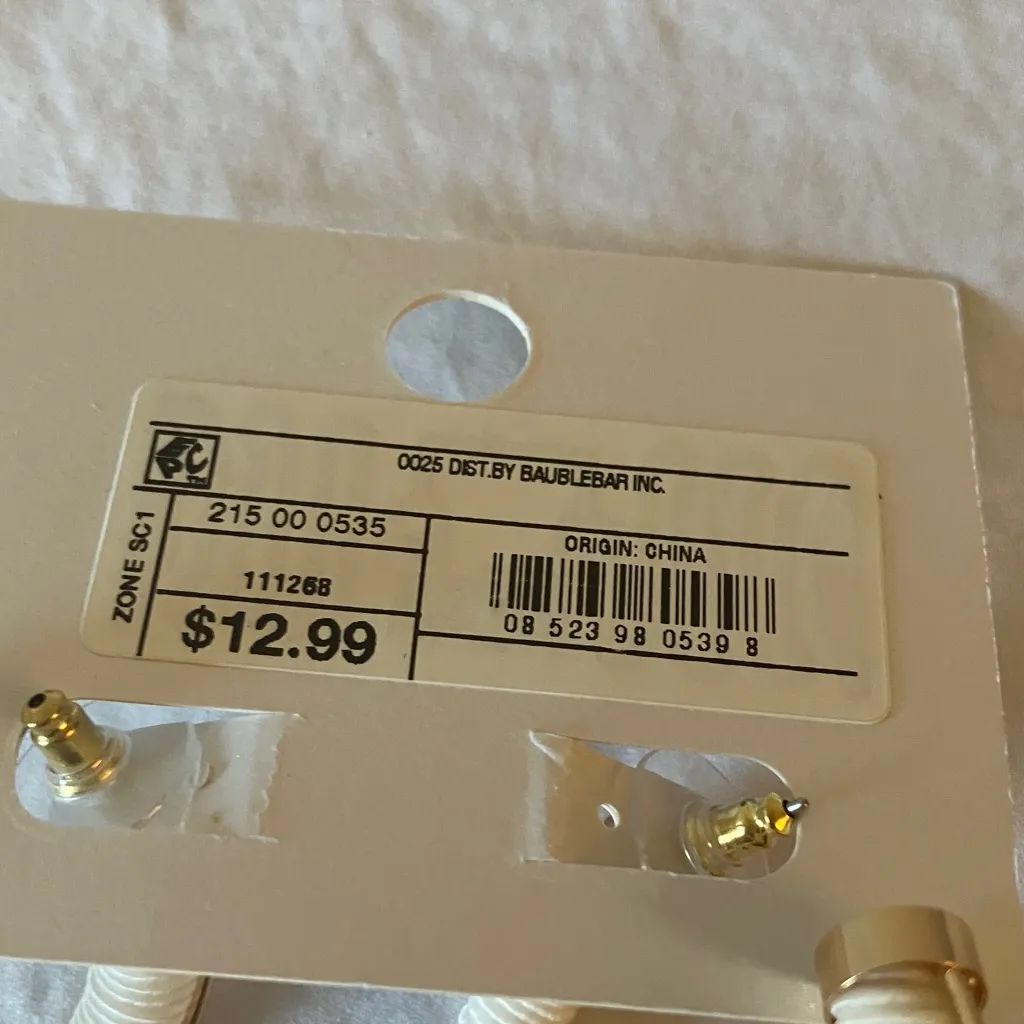 EPC
0025 DIST.BY BAUBLEBAR INC.
ZONE SC1
215 00 0535
111268
$12.99
ORIGIN: CHINA
08 523 98 0539 8